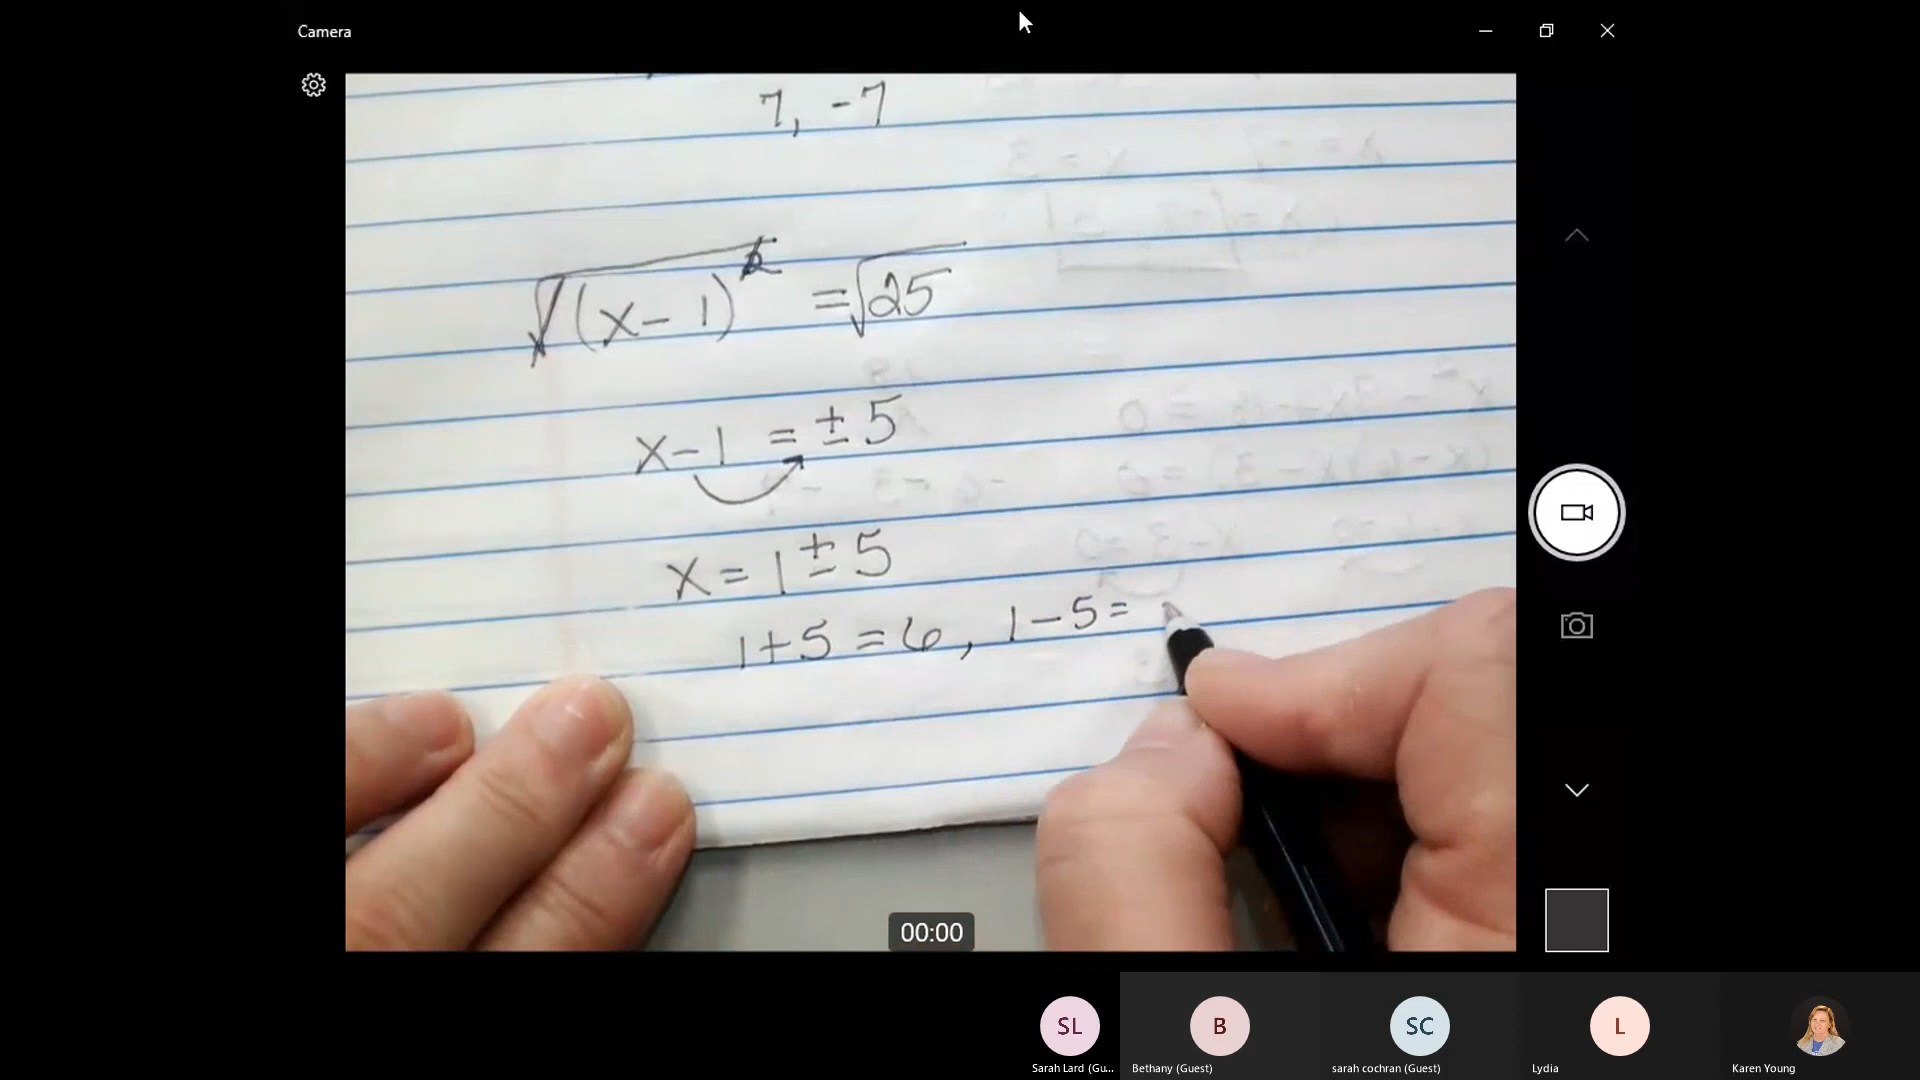 Camera
7, -7
√(x-1)² = √25
x-1 = ±5
x = 1 ± 5
1+5 = 6, 1-5 =
00:00
SL B SC L
Sarah Lard (Gu... Bethany (Guest) sarah cochran (Guest) Lydia Karen Young